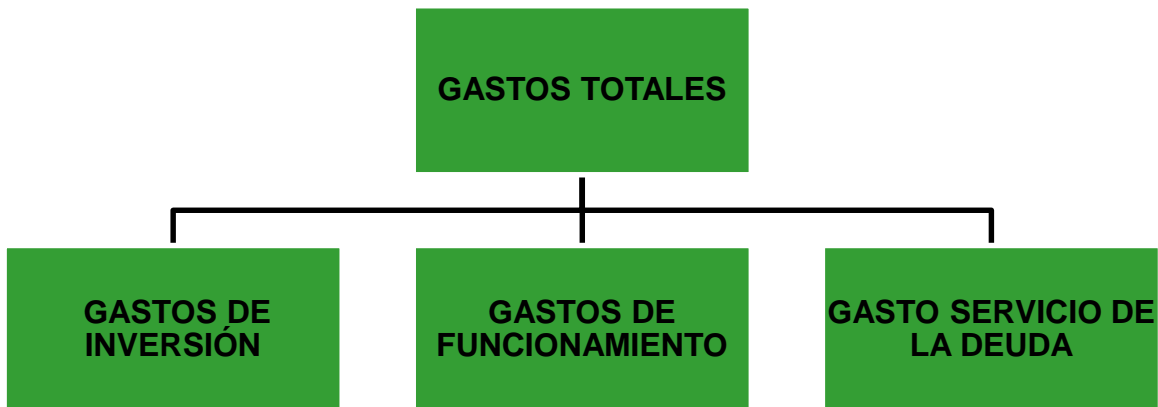 GASTOS TOTALES
GASTOS DE
INVERSIÓN
GASTOS DE
FUNCIONAMIENTO
GASTO SERVICIO DE
LA DEUDA